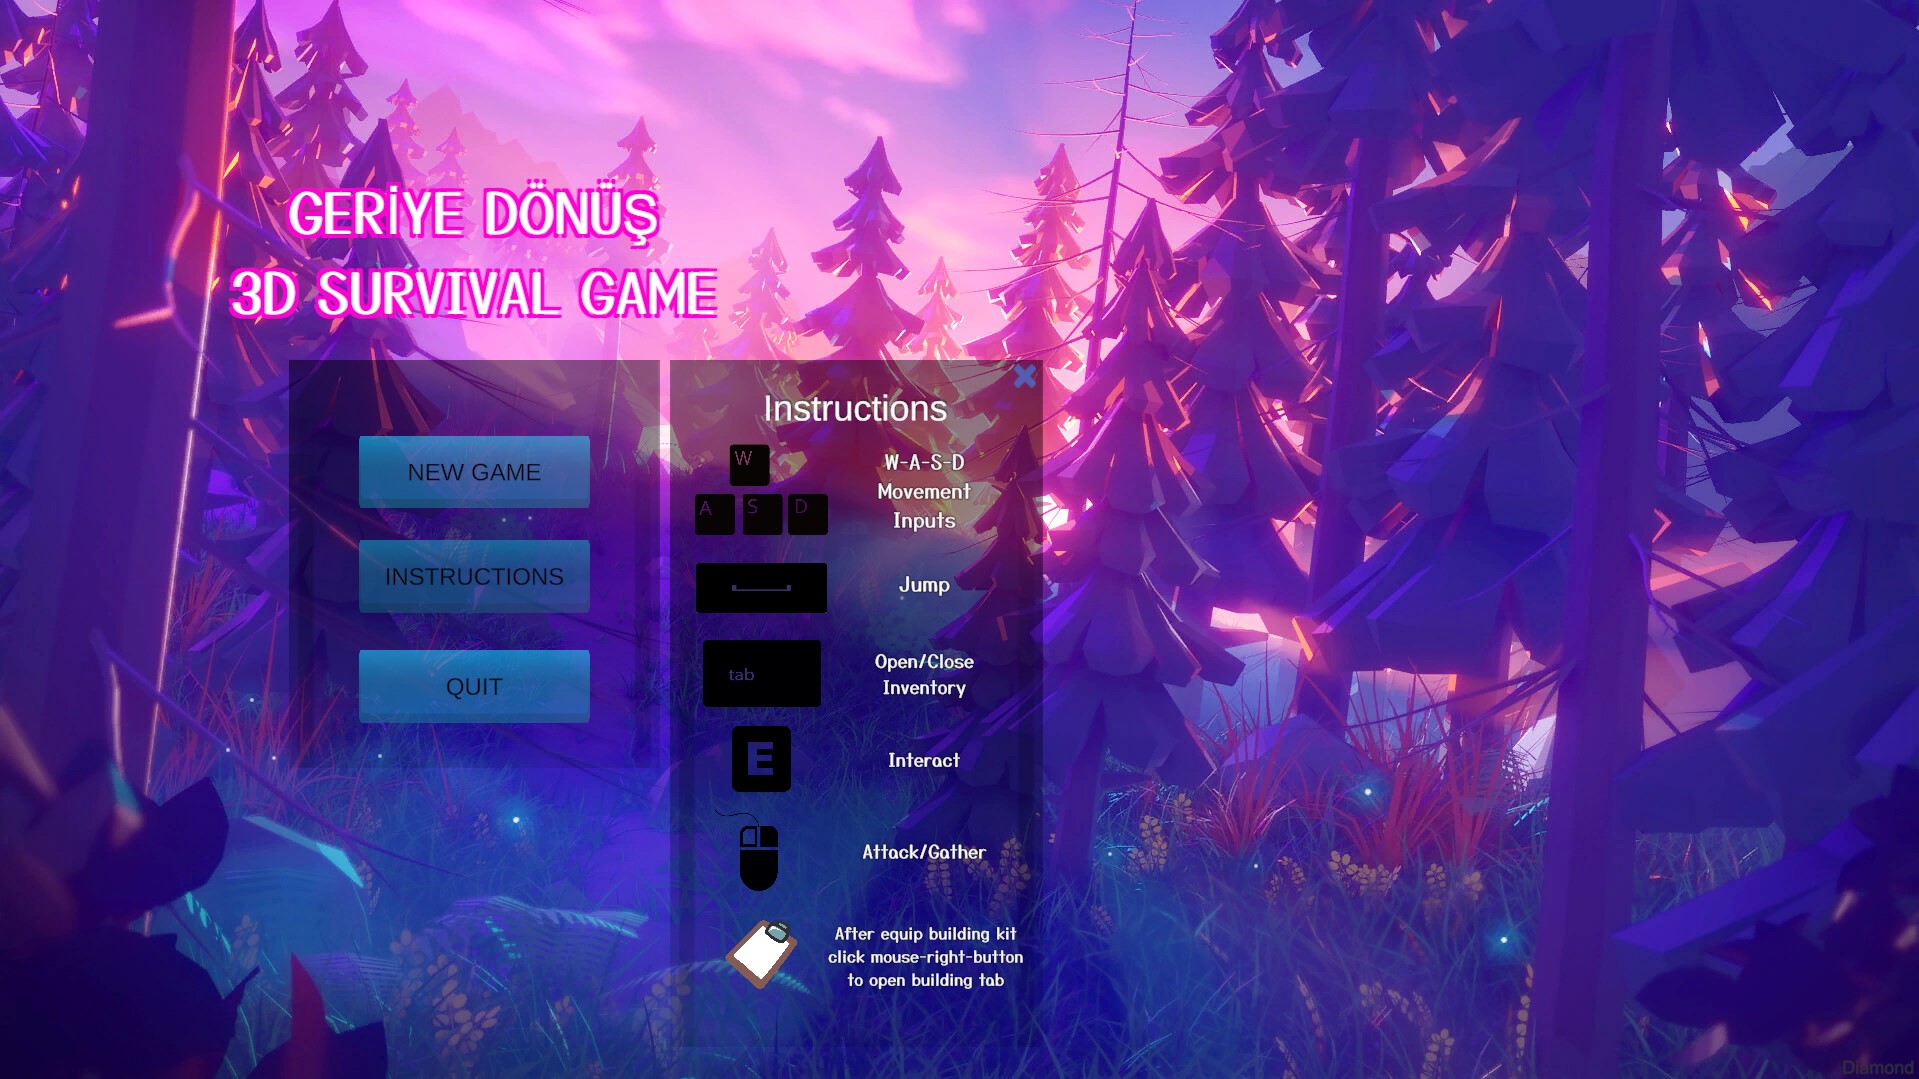 GERİYE DÖNÜŞ
3D SURVIVAL GAME
NEW GAME
INSTRUCTIONS
QUIT
Instructions
W
A S D
W-A-S-D
Movement
Inputs
Jump
tab
Open/Close
Inventory
E
Interact
Attack/Gather
After equip building kit
click mouse-right-button
to open building tab
Diamond